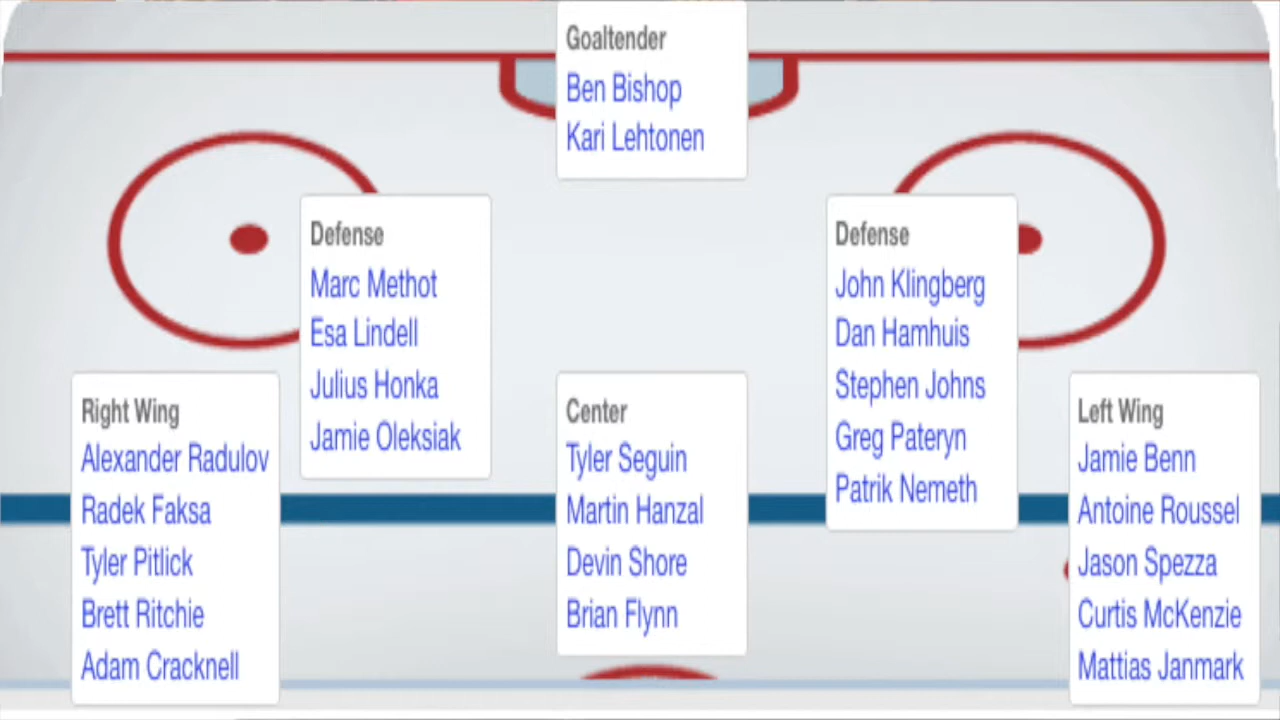 Goaltender
Ben Bishop
Kari Lehtonen
Defense
Marc Methot
Esa Lindell
Julius Honka
Jamie Oleksiak
Defense
John Klingberg
Dan Hamhuis
Stephen Johns
Greg Pateryn
Patrik Nemeth
Right Wing
Alexander Radulov
Radek Faksa
Tyler Pitlick
Brett Ritchie
Adam Cracknell
Center
Tyler Seguin
Martin Hanzal
Devin Shore
Brian Flynn
Left Wing
Jamie Benn
Antoine Roussel
Jason Spezza
Curtis McKenzie
Mattias Janmark